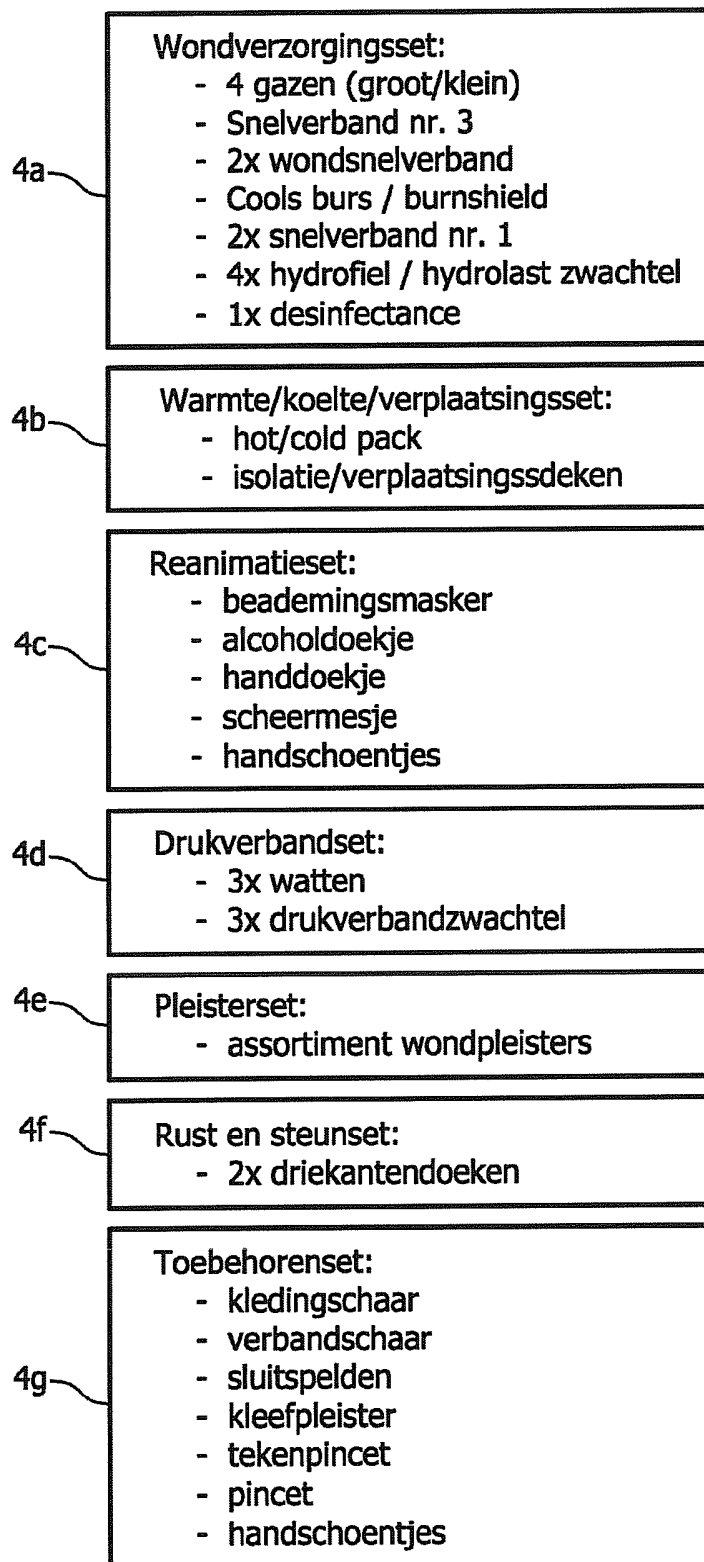 4a
Wondverzorgingsset:
- 4 gazen (groot/klein)
- Snelverband nr. 3
- 2x wondsnelverband
- Cools burs / burnshield
- 2x snelverband nr. 1
- 4x hydrofiel / hydrolast zwachtel
- 1x desinfectance
4b
Warmte/koelte/verplaatsingsset:
- hot/cold pack
- isolatie/verplaatsingssdeken
4c
Reanimatieset:
- beademingsmasker
- alcoholdoekje
- handdoekje
- scheermesje
- handschoentjes
4d
Drukverbandset:
- 3x watten
- 3x drukverbandzwachtel
4e
Pleisterset:
- assortiment wondpleisters
4f
Rust en steunset:
- 2x driekantendoeken
4g
Toebehorenset:
- kledingschaar
- verbandschaar
- sluitspelden
- kleefpleister
- tekenpincet
- pincet
- handschoentjes